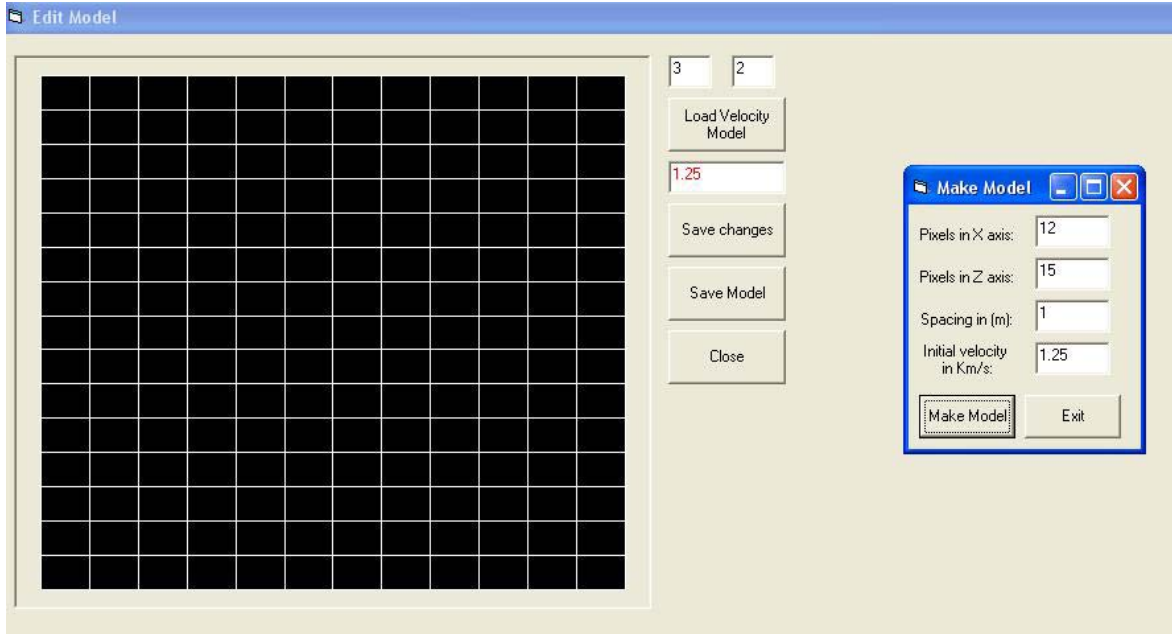 Edit Model
3 2
Load Velocity
Model
1.25
Save changes
Save Model
Close
Make Model
Pixels in X axis: 12
Pixels in Z axis: 15
Spacing in (m): 1
Initial velocity
in Km/s: 1.25
Make Model Exit